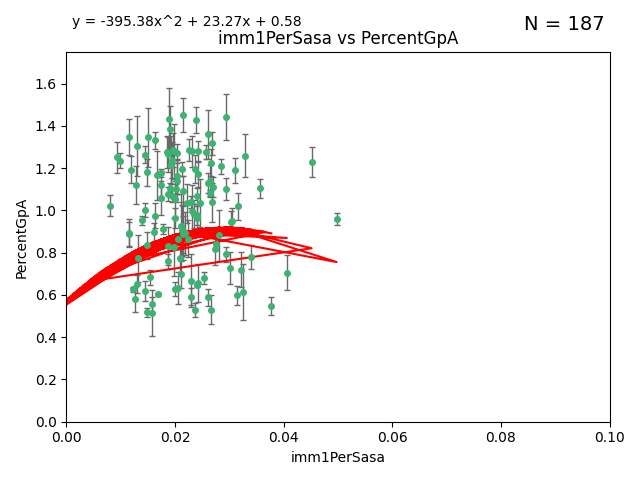 y = -395.38x^2 + 23.27x + 0.58
N = 187
imm1PerSasa vs PercentGpA
1.6
1.4
1.2
1.0
0.8
0.6
0.4
0.2
0.0
PercentGpA
0.00 0.02 0.04 0.06 0.08 0.10
imm1PerSasa